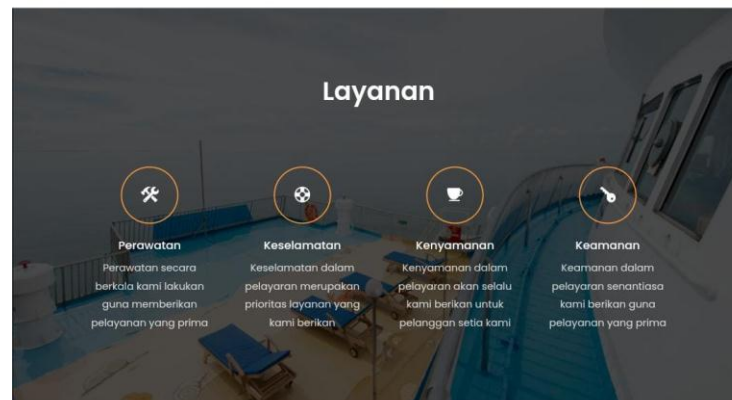 Layanan
Perawatan
Perawatan secara
berkala kami lakukan
guna memberikan
pelayanan yang prima
Keselamatan
Keselamatan dalam
pelayaran merupakan
prioritas layanan yang
kami berikan
Kenyamanan
Kenyamanan dalam
pelayaran akan selalu
kami berikan untuk
pelanggan setia kami
Keamanan
Keamanan dalam
pelayaran senantiasa
kami berikan guna
pelayanan yang prima